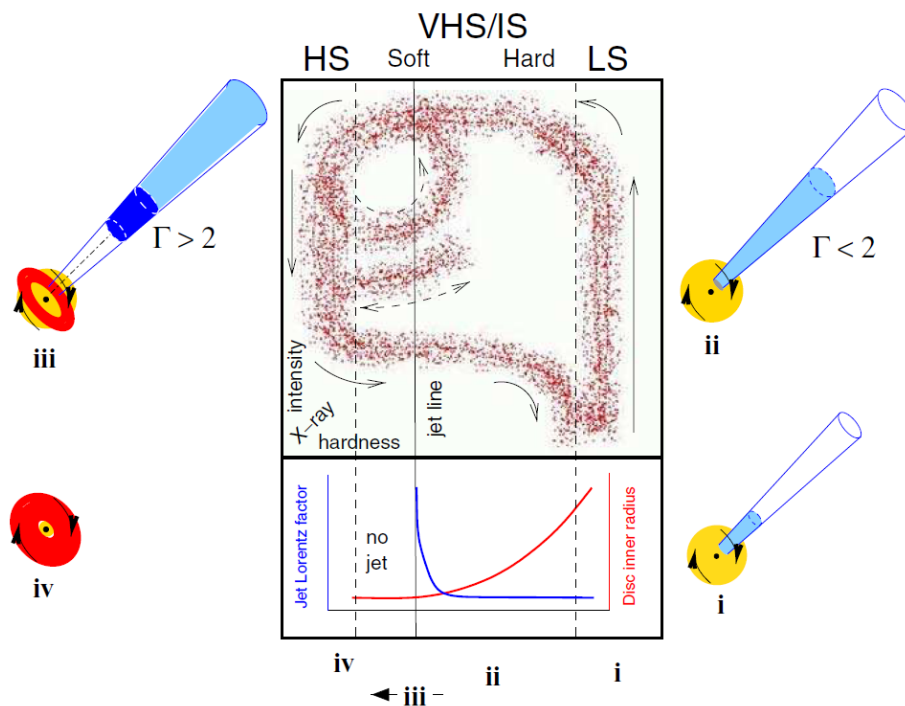 VHS/IS
HS Soft Hard LS
Γ > 2
Γ < 2
iii
ii
intensity
X-ray
hardness
jet line
Jet Lorentz factor
no
jet
Disc inner radius
iv
i
iv
iii
ii
i